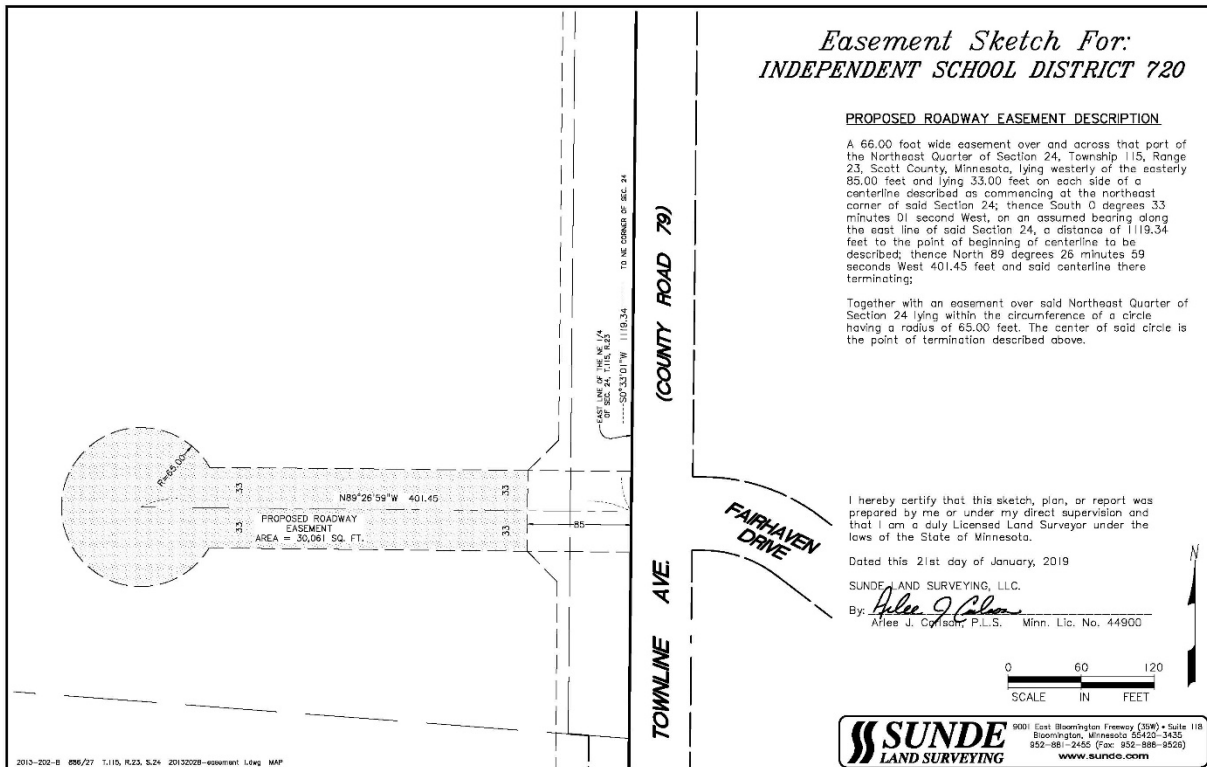 Easement Sketch For:
INDEPENDENT SCHOOL DISTRICT 720
PROPOSED ROADWAY EASEMENT DESCRIPTION
A 66.00 foot wide easement over and across that part of
the Northeast Quarter of Section 24, Township 115, Range
23, Scott County, Minnesota, lying westerly of the easterly
85.00 feet and lying 33.00 feet on each side of a
centerline described as commencing at the northeast
corner of said Section 24; thence South 0 degrees 33
minutes 01 second West, on an assumed bearing along
the east line of said Section 24, a distance of 1119.34
feet to the point of beginning of centerline to be
described; thence North 89 degrees 26 minutes 59
seconds West 401.45 feet and said centerline there
terminating;
Together with an easement over said Northeast Quarter of
Section 24 lying within the circumference of a circle
having a radius of 65.00 feet. The center of said circle is
the point of termination described above.
EAST LINE OF THE NE 1/4
OF SEC. 24, T.115, R.23
S0°33'01"W 1119.34
TO NE CORNER OF SEC. 24
TOWNLINE AVE. (COUNTY ROAD 79)
R=65.00
33
33
N89°26'59"W 401.45
33
33
PROPOSED ROADWAY
EASEMENT
AREA = 30,061 SQ. FT.
85
FAIRHAVEN
DRIVE
I hereby certify that this sketch, plan, or report was
prepared by me or under my direct supervision and
that I am a duly Licensed Land Surveyor under the
laws of the State of Minnesota.
Dated this 21st day of January, 2019
SUNDE LAND SURVEYING, LLC.
By: Arlee J Carlson
Arlee J. Carlson, P.L.S. Minn. Lic. No. 44900
N
0 60 120
SCALE IN FEET
SUNDE
LAND SURVEYING
9001 East Bloomington Freeway (35W) • Suite 118
Bloomington, Minnesota 55420-3435
952-881-2455 (Fax: 952-888-9526)
www.sunde.com
2013-202-B 886/27 T.115, R.23, S.24 2013202B-easement 1.dwg MAP